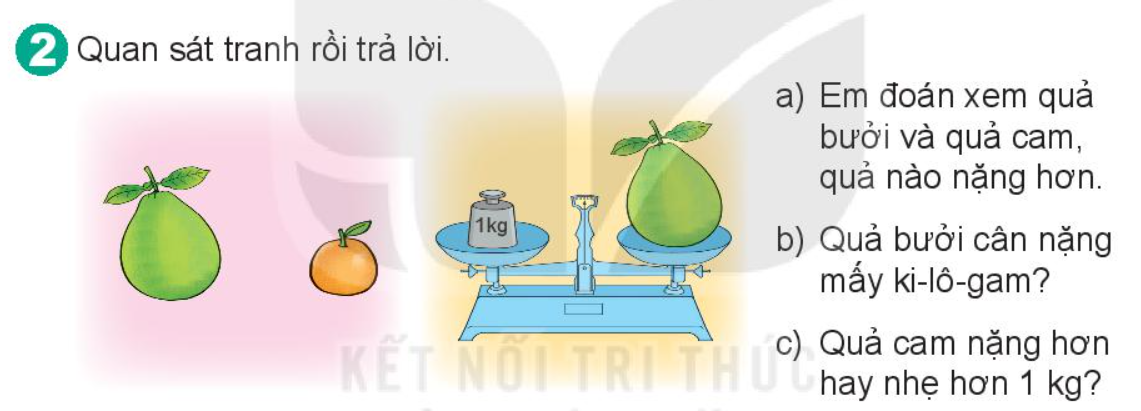 2 Quan sát tranh rồi trả lời.
a) Em đoán xem quả
bưởi và quả cam,
quả nào nặng hơn.
1kg
b) Quả bưởi cân nặng
mấy ki-lô-gam?
c) Quả cam nặng hơn
hay nhẹ hơn 1 kg?
KẾT NỐI TRI THỨC